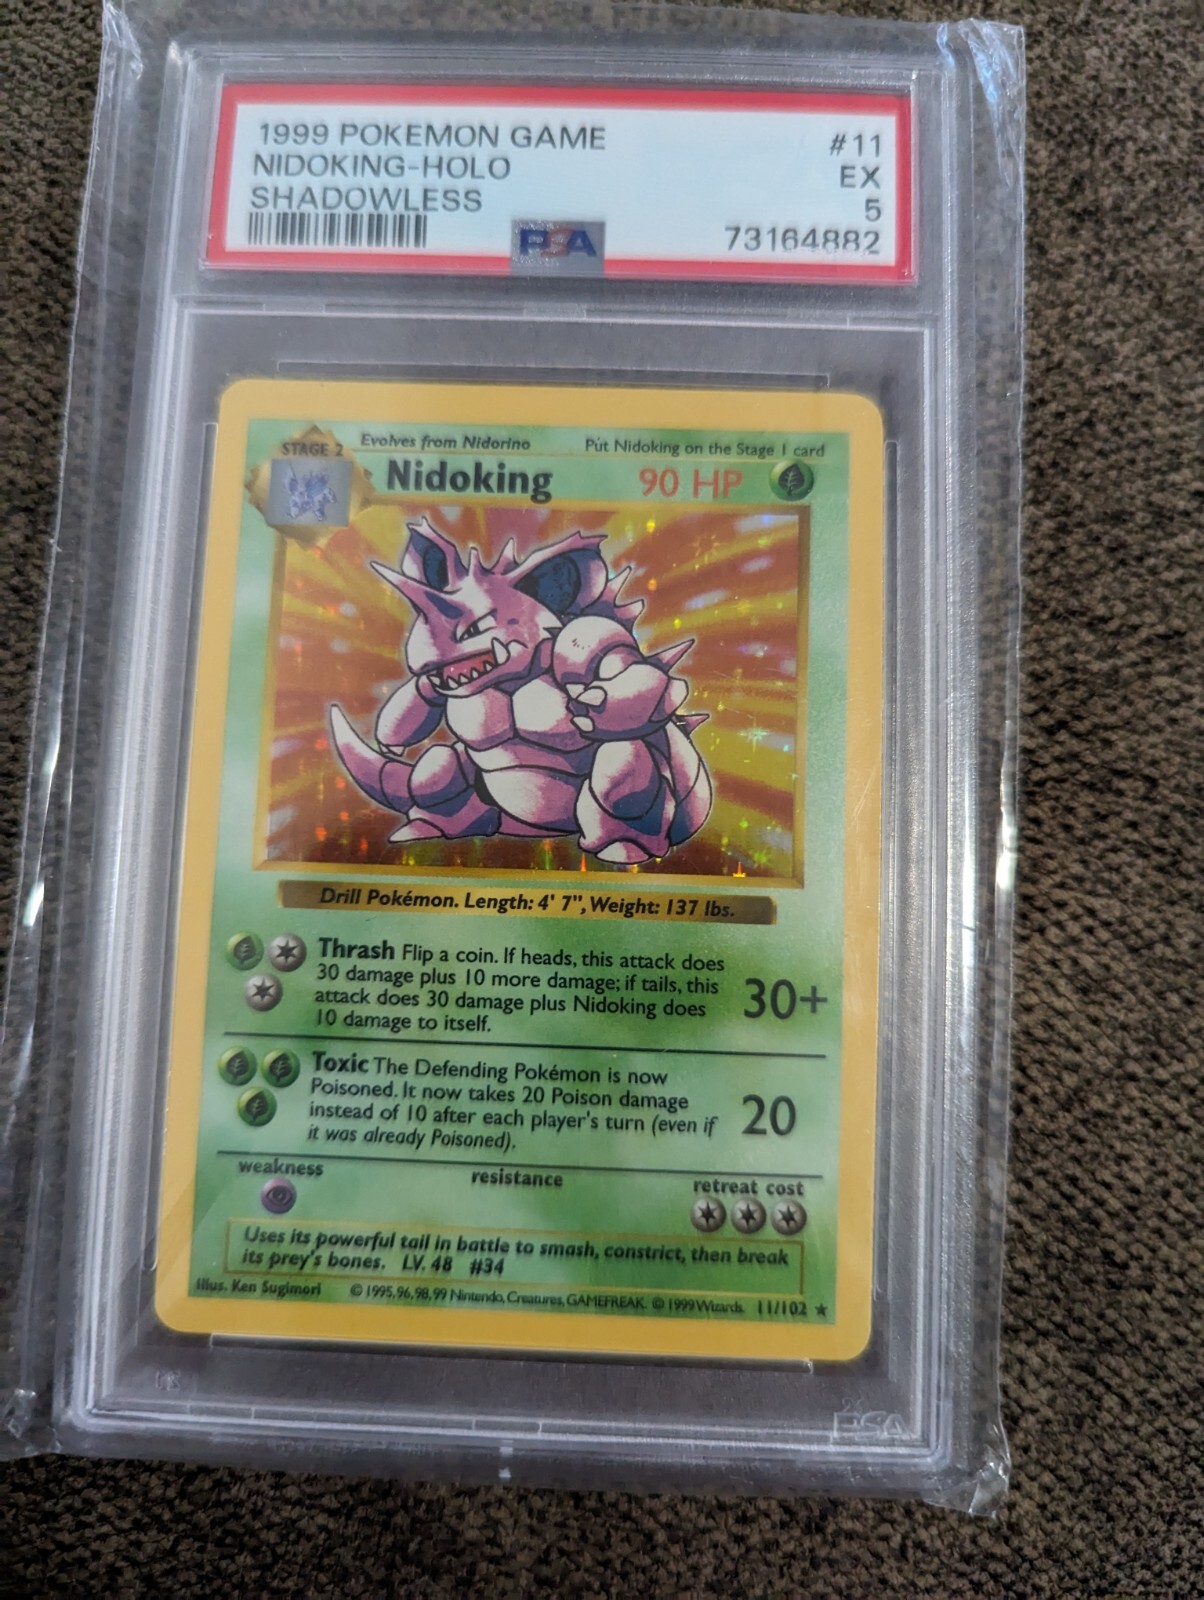 1999 POKEMON GAME #11
NIDOKING-HOLO EX
SHADOWLESS 5
PSA 73164882
STAGE 2 Evolves from Nidorino Put Nidoking on the Stage 1 card
Nidoking 90 HP
Drill Pokémon. Length: 4' 7", Weight: 137 lbs.
Thrash Flip a coin. If heads, this attack does
30 damage plus 10 more damage; if tails, this
attack does 30 damage plus Nidoking does
10 damage to itself.
30+
Toxic The Defending Pokémon is now
Poisoned. It now takes 20 Poison damage
instead of 10 after each player's turn (even if
it was already Poisoned).
20
weakness resistance retreat cost
Uses its powerful tail in battle to smash, constrict, then break
its prey's bones. LV. 48 #34
Illus. Ken Sugimori © 1995, 96, 98, 99 Nintendo, Creatures, GAMEFREAK. © 1999 Wizards. 11/102 ★
PSA